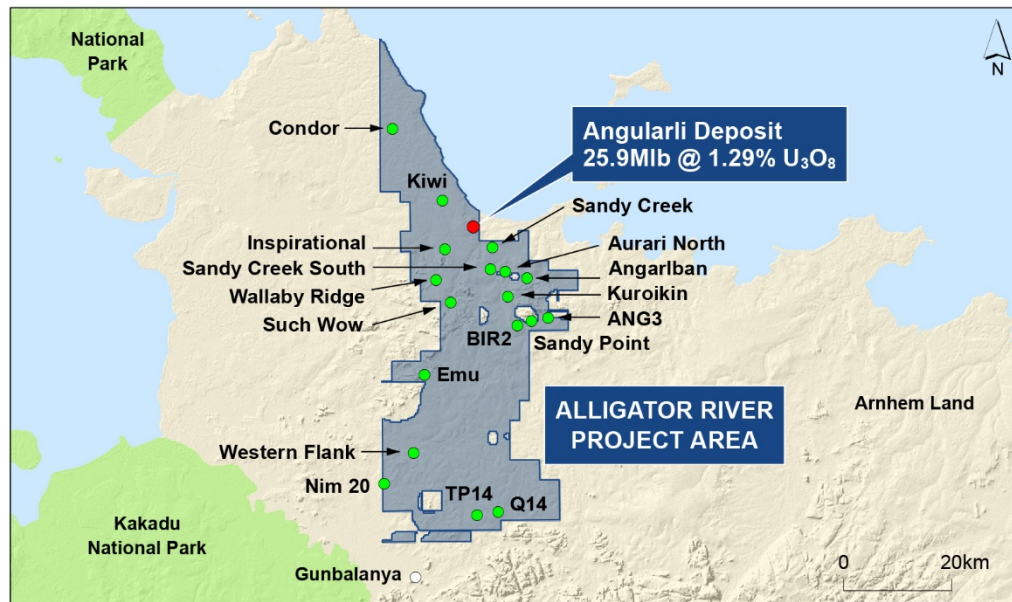 National
Park
N
Condor
Angularli Deposit
25.9Mlb @ 1.29% U₃O₈
Kiwi
Sandy Creek
Inspirational
Aurari North
Sandy Creek South
Angarlban
Wallaby Ridge
Kuroikin
Such Wow
ANG3
BIR2
Sandy Point
Emu
ALLIGATOR RIVER
PROJECT AREA
Arnhem Land
Western Flank
Nim 20
TP14
Q14
Kakadu
National Park
Gunbalanya
0 20km